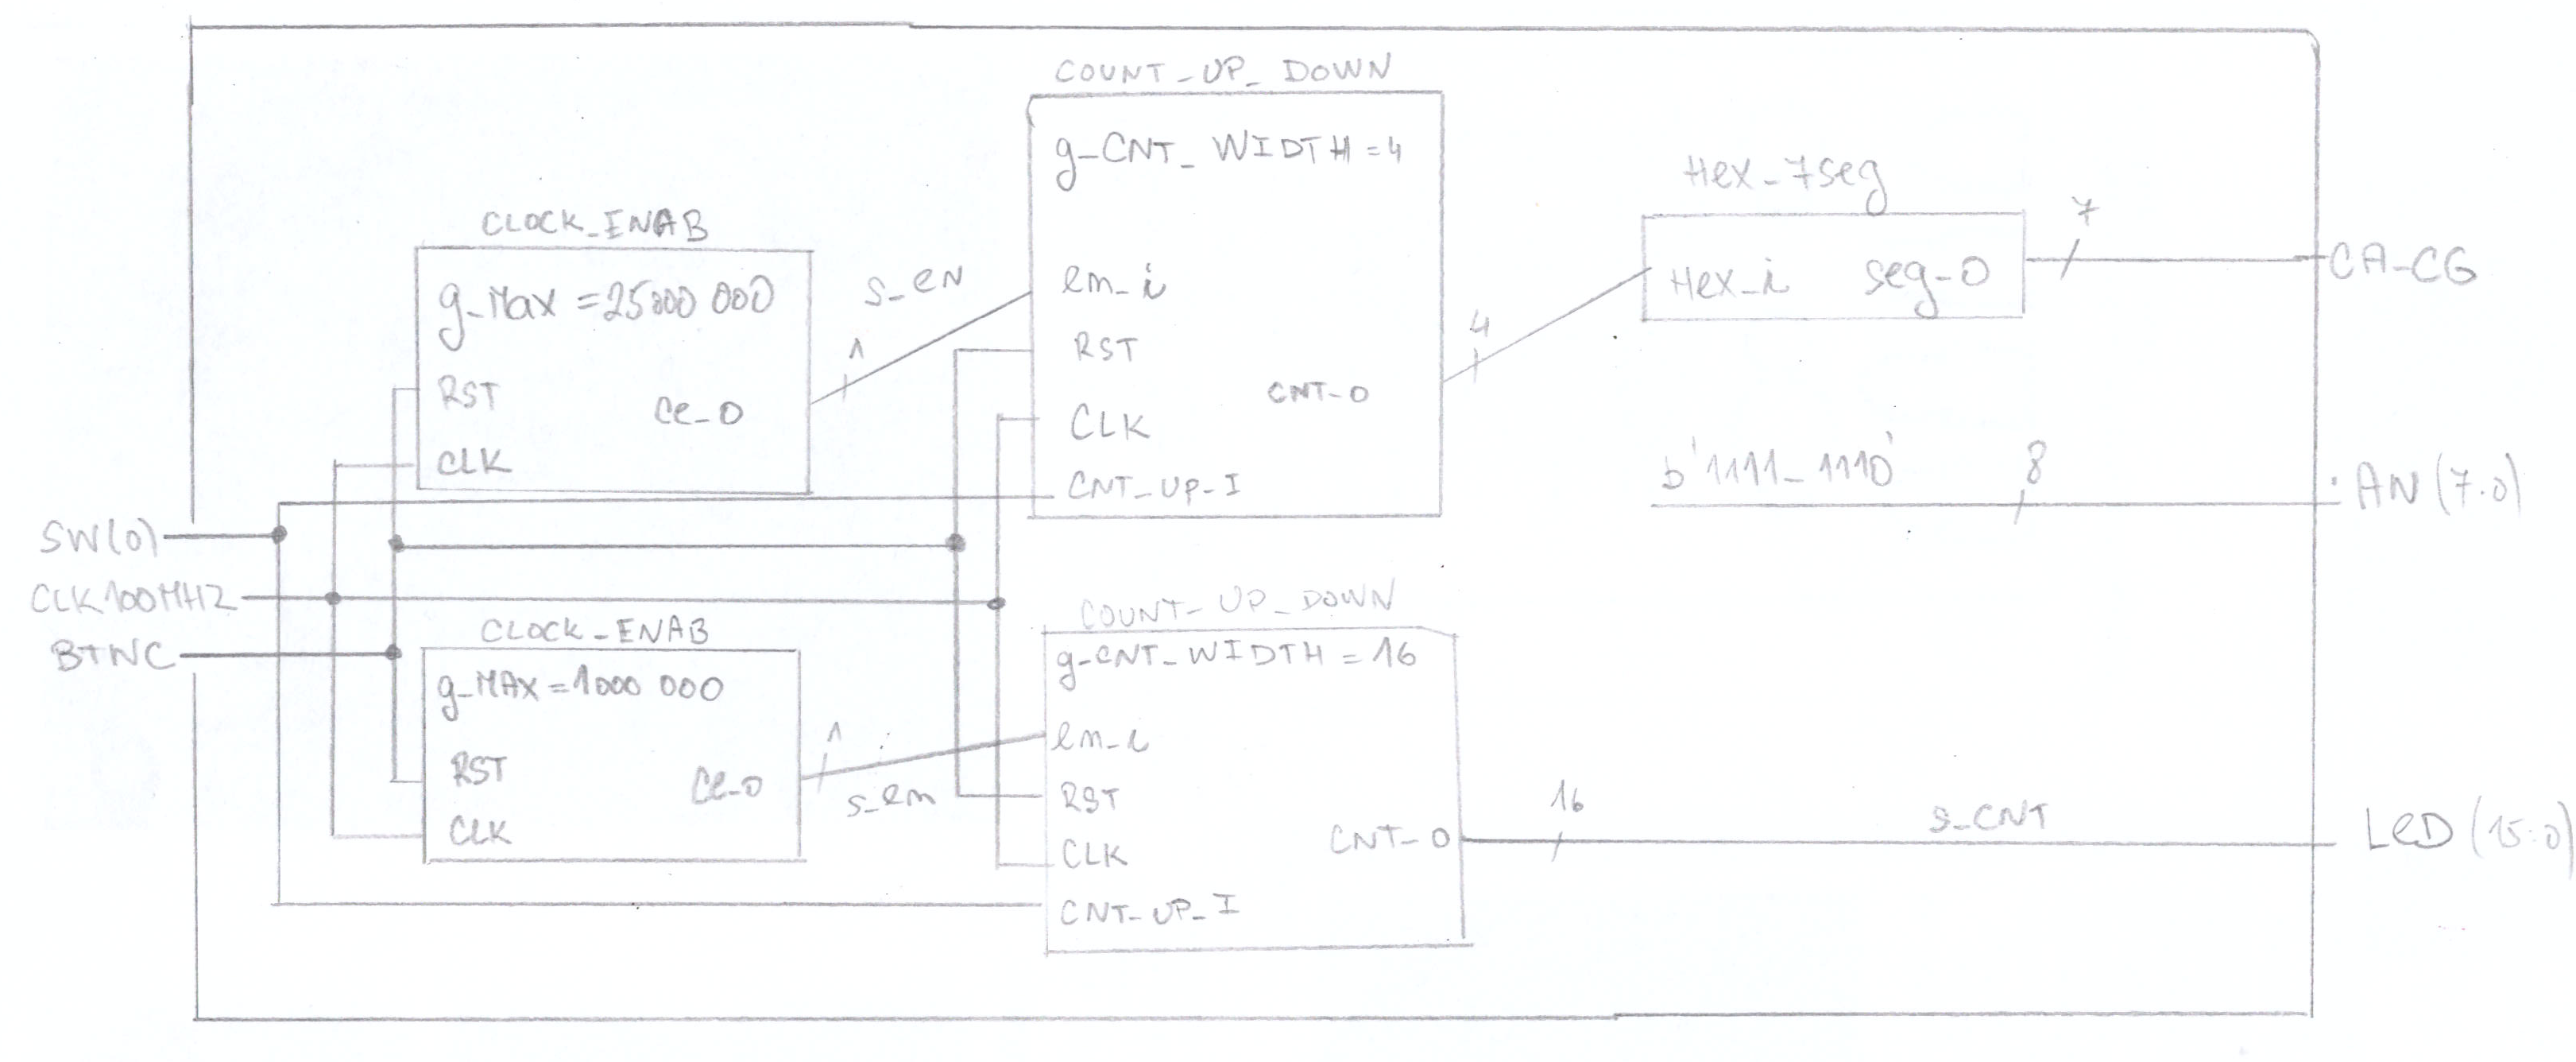 COUNT_UP_DOWN
g_CNT_WIDTH = 4
en_i
RST
CLK
CNT_UP_I
CNT_O
Hex_7seg
Hex_i seg_o
7
CA-CG
4
CLOCK_ENAB
g_Max = 25000 000
RST
CLK
ce_o
s_en
1
b'1111_1110'
8
AN (7.0)
SW(0)
CLK100MHZ
BTNC
CLOCK_ENAB
g_MAX = 1000 000
RST
CLK
ce_o
1
s_en
COUNT_UP_DOWN
g_CNT_WIDTH = 16
en_i
RST
CLK
CNT_UP_I
CNT_O
16
s_CNT
LED (15:0)